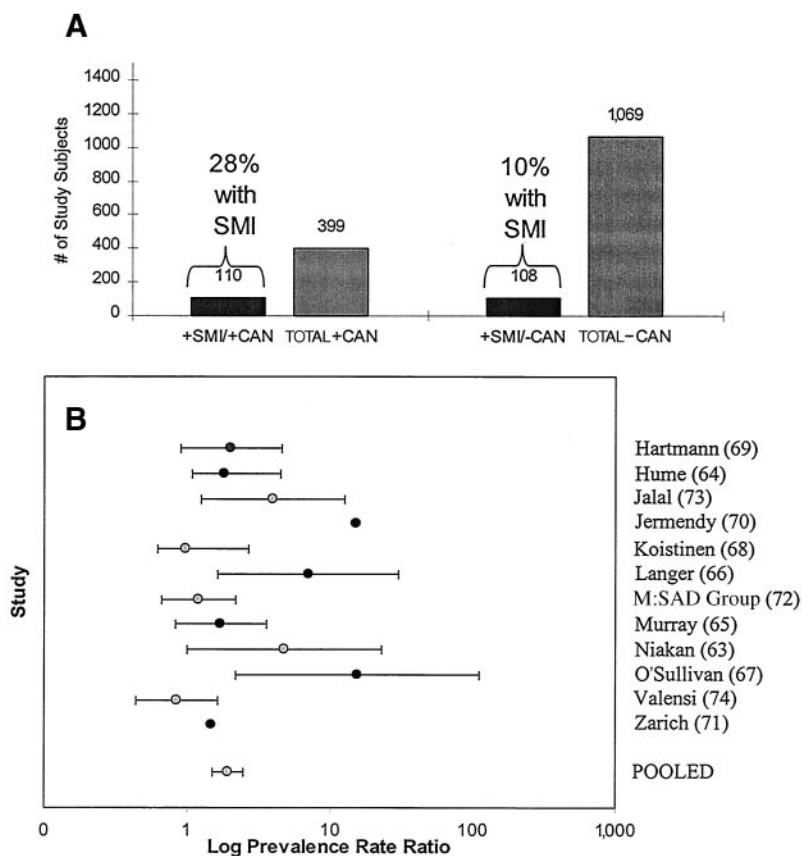 A
# of Study Subjects
1400
1200
1000
800
600
400
200
0
28%
with
SMI
110
399
10%
with
SMI
108
1,069
+SMI/+CAN TOTAL+CAN +SMI/-CAN TOTAL-CAN
B
Study
Hartmann (69)
Hume (64)
Jalal (73)
Jermendy (70)
Koistinen (68)
Langer (66)
M:SAD Group (72)
Murray (65)
Niakan (63)
O'Sullivan (67)
Valensi (74)
Zarich (71)
POOLED
0 1 10 100 1,000
Log Prevalence Rate Ratio